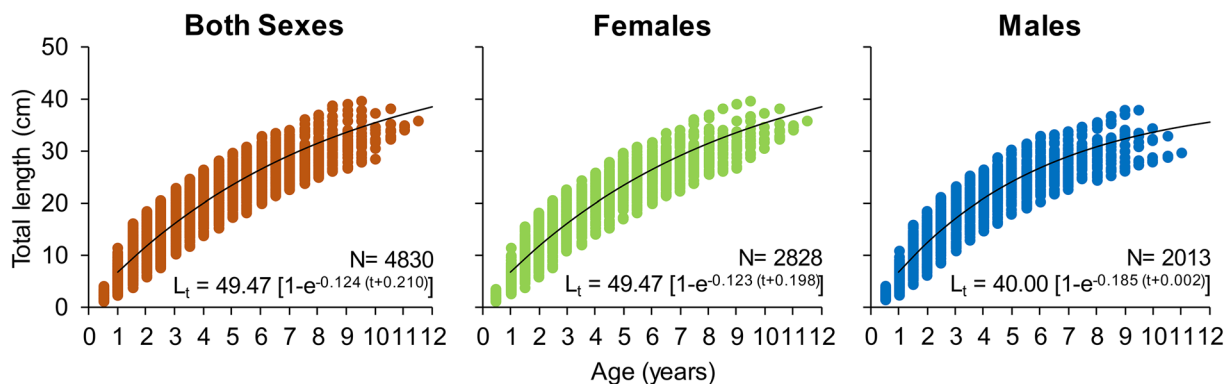 Both Sexes
Females
Males
Total length (cm)
50
40
30
20
10
0
N= 4830
Lₜ = 49.47 [1-e⁻⁰·¹²⁴ ⁽ᵗ⁺⁰·²¹⁰⁾]
0 1 2 3 4 5 6 7 8 9 10 11 12
N= 2828
Lₜ = 49.47 [1-e⁻⁰·¹²³ ⁽ᵗ⁺⁰·¹⁹⁸⁾]
0 1 2 3 4 5 6 7 8 9 10 11 12
N= 2013
Lₜ = 40.00 [1-e⁻⁰·¹⁸⁵ ⁽ᵗ⁺⁰·⁰⁰²⁾]
0 1 2 3 4 5 6 7 8 9 10 11 12
Age (years)